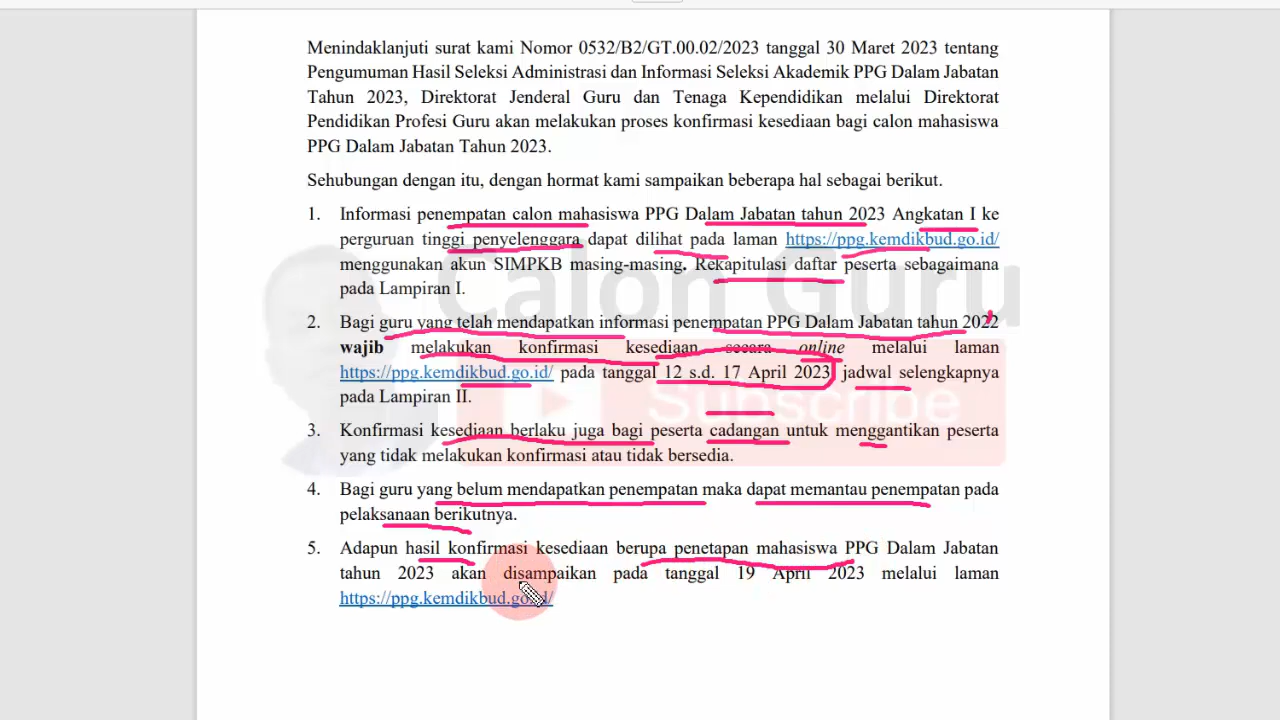 Menindaklanjuti surat kami Nomor 0532/B2/GT.00.02/2023 tanggal 30 Maret 2023 tentang
Pengumuman Hasil Seleksi Administrasi dan Informasi Seleksi Akademik PPG Dalam Jabatan
Tahun 2023, Direktorat Jenderal Guru dan Tenaga Kependidikan melalui Direktorat
Pendidikan Profesi Guru akan melakukan proses konfirmasi kesediaan bagi calon mahasiswa
PPG Dalam Jabatan Tahun 2023.
Sehubungan dengan itu, dengan hormat kami sampaikan beberapa hal sebagai berikut.
1. Informasi penempatan calon mahasiswa PPG Dalam Jabatan tahun 2023 Angkatan I ke
perguruan tinggi penyelenggara dapat dilihat pada laman https://ppg.kemdikbud.go.id/
menggunakan akun SIMPKB masing-masing. Rekapitulasi daftar peserta sebagaimana
pada Lampiran I.
2. Bagi guru yang telah mendapatkan informasi penempatan PPG Dalam Jabatan tahun 2022
wajib melakukan konfirmasi kesediaan secara online melalui laman
https://ppg.kemdikbud.go.id/ pada tanggal 12 s.d. 17 April 2023 jadwal selengkapnya
pada Lampiran II.
3. Konfirmasi kesediaan berlaku juga bagi peserta cadangan untuk menggantikan peserta
yang tidak melakukan konfirmasi atau tidak bersedia.
4. Bagi guru yang belum mendapatkan penempatan maka dapat memantau penempatan pada
pelaksanaan berikutnya.
5. Adapun hasil konfirmasi kesediaan berupa penetapan mahasiswa PPG Dalam Jabatan
tahun 2023 akan disampaikan pada tanggal 19 April 2023 melalui laman
https://ppg.kemdikbud.go.id/
Calon Guru
Subscribe